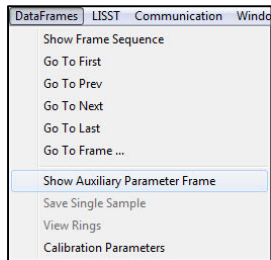 DataFrames LISST Communication Windo
Show Frame Sequence
Go To First
Go To Prev
Go To Next
Go To Last
Go To Frame ...
Show Auxiliary Parameter Frame
Save Single Sample
View Rings
Calibration Parameters